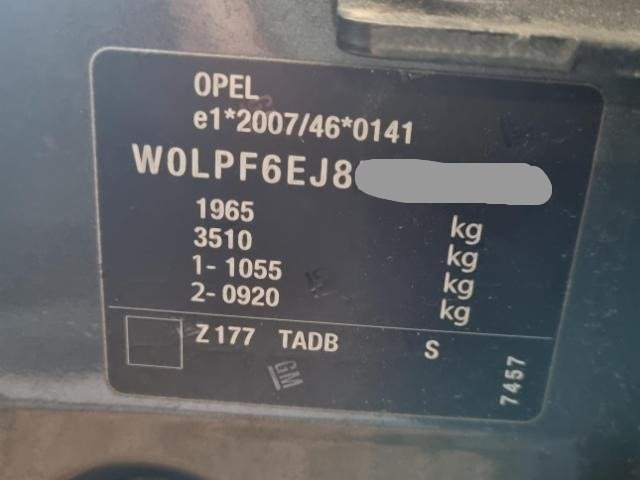 OPEL
e1*2007/46*0141
W0LPF6EJ8
1965 kg
3510 kg
1- 1055 kg
2- 0920 kg
Z177 TADB S
7457
GM